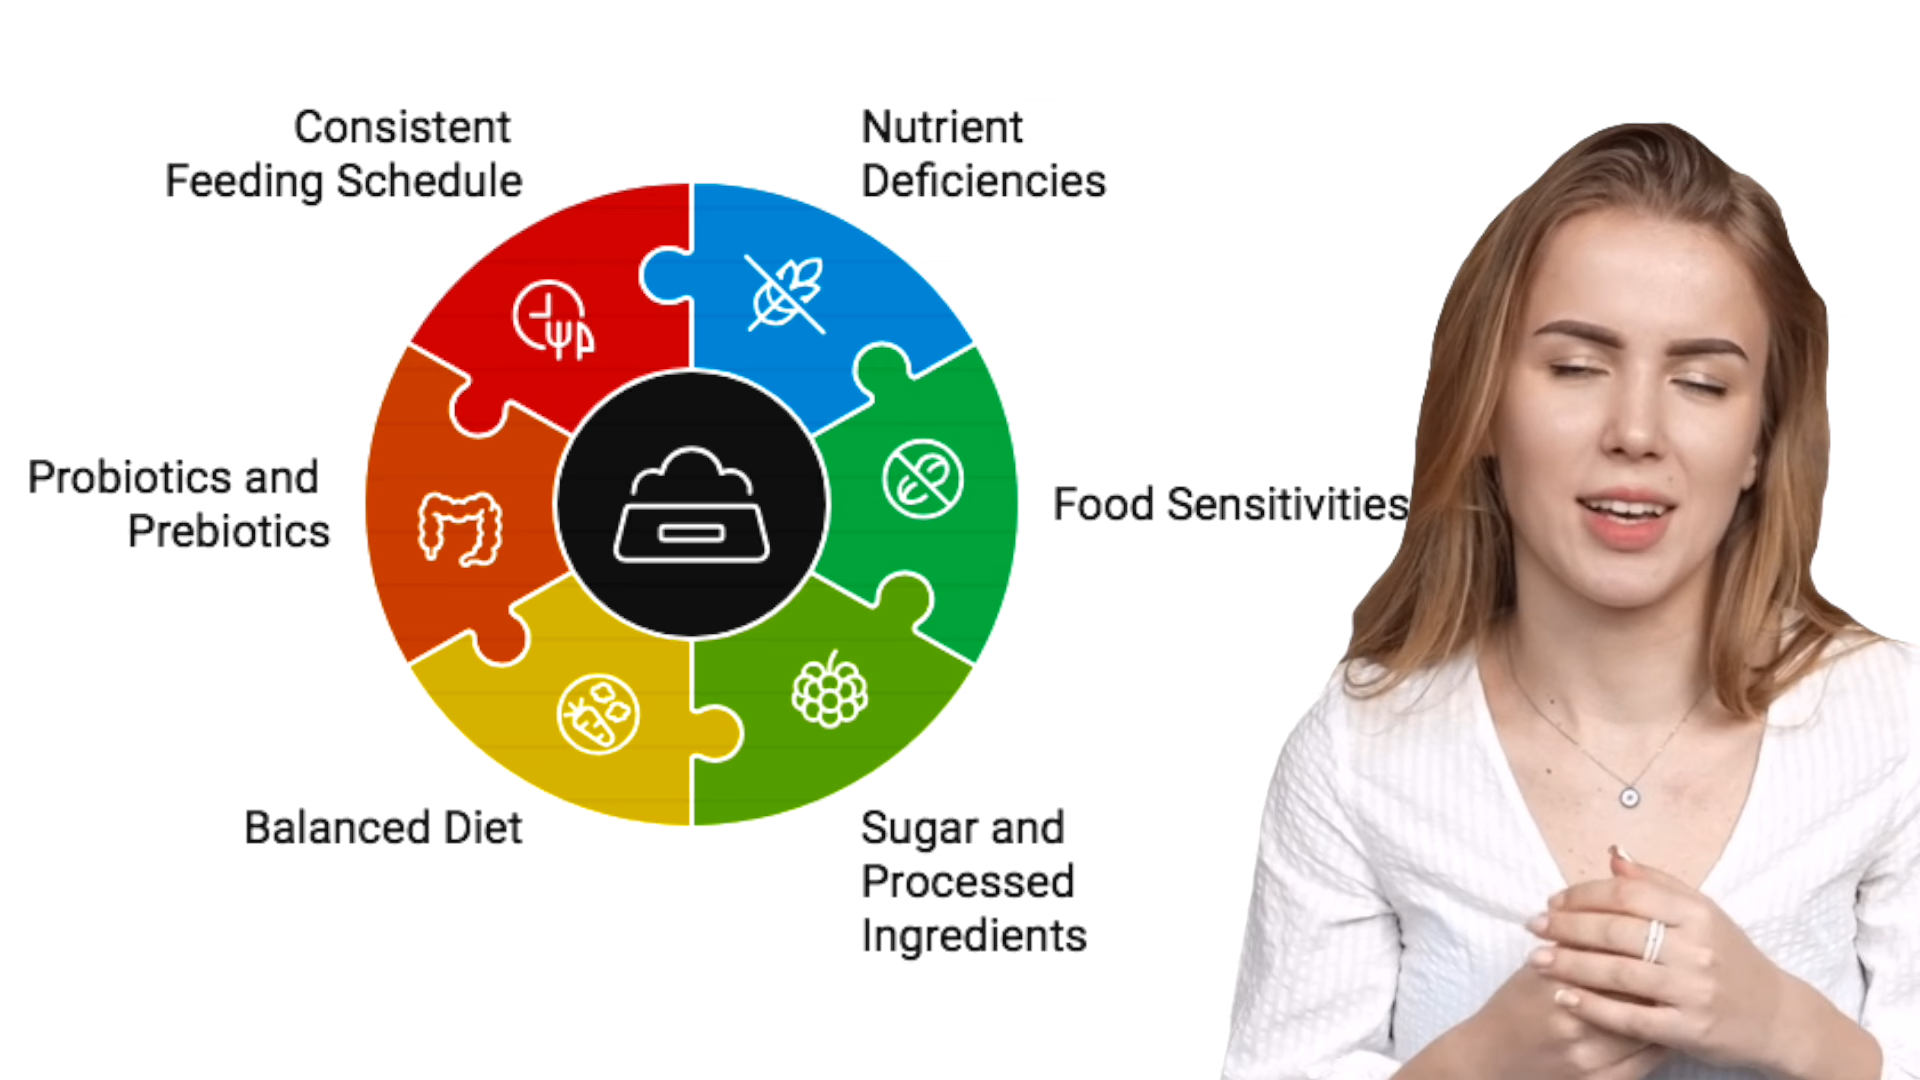 Consistent
Feeding Schedule
Nutrient
Deficiencies
Probiotics and
Prebiotics
Food Sensitivities
Balanced Diet
Sugar and
Processed
Ingredients